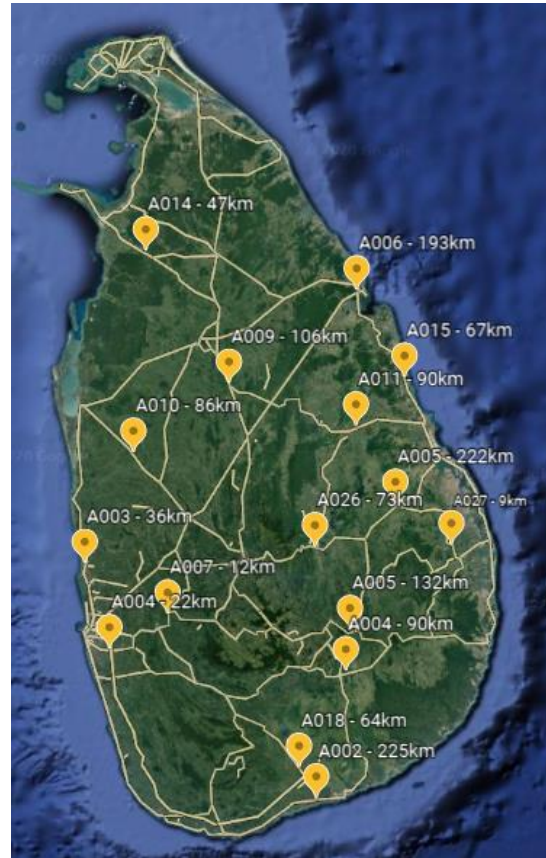 A014 - 47km
A006 - 193km
A009 - 106km
A015 - 67km
A011 - 90km
A010 - 86km
A005 - 222km
A026 - 73km
A027 - 9km
A003 - 36km
A007 - 12km
A005 - 132km
A004 - 22km
A004 - 90km
A018 - 64km
A002 - 225km